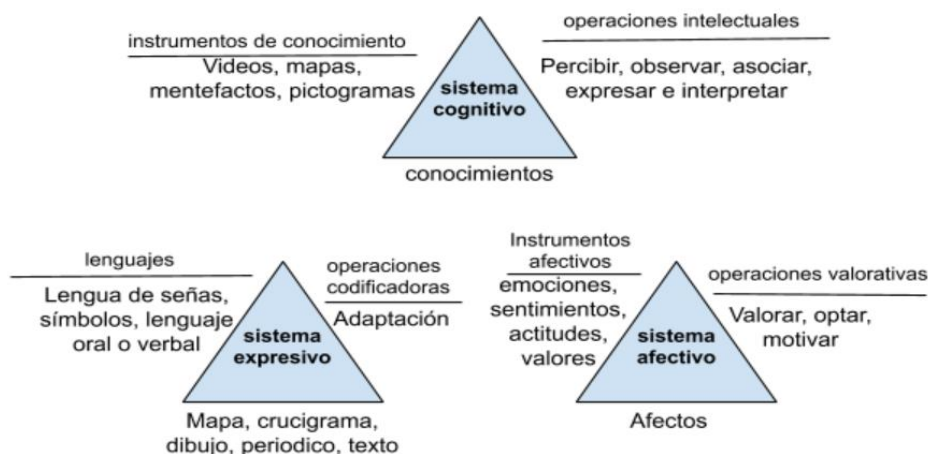 instrumentos de conocimiento
Videos, mapas,
mentefactos, pictogramas
sistema
cognitivo
operaciones intelectuales
Percibir, observar, asociar,
expresar e interpretar
conocimientos
lenguajes
Lengua de señas,
símbolos, lenguaje
oral o verbal
sistema
expresivo
operaciones
codificadoras
Adaptación
Mapa, crucigrama,
dibujo, periodico, texto
Instrumentos
afectivos
emociones,
sentimientos,
actitudes,
valores
sistema
afectivo
operaciones valorativas
Valorar, optar,
motivar
Afectos